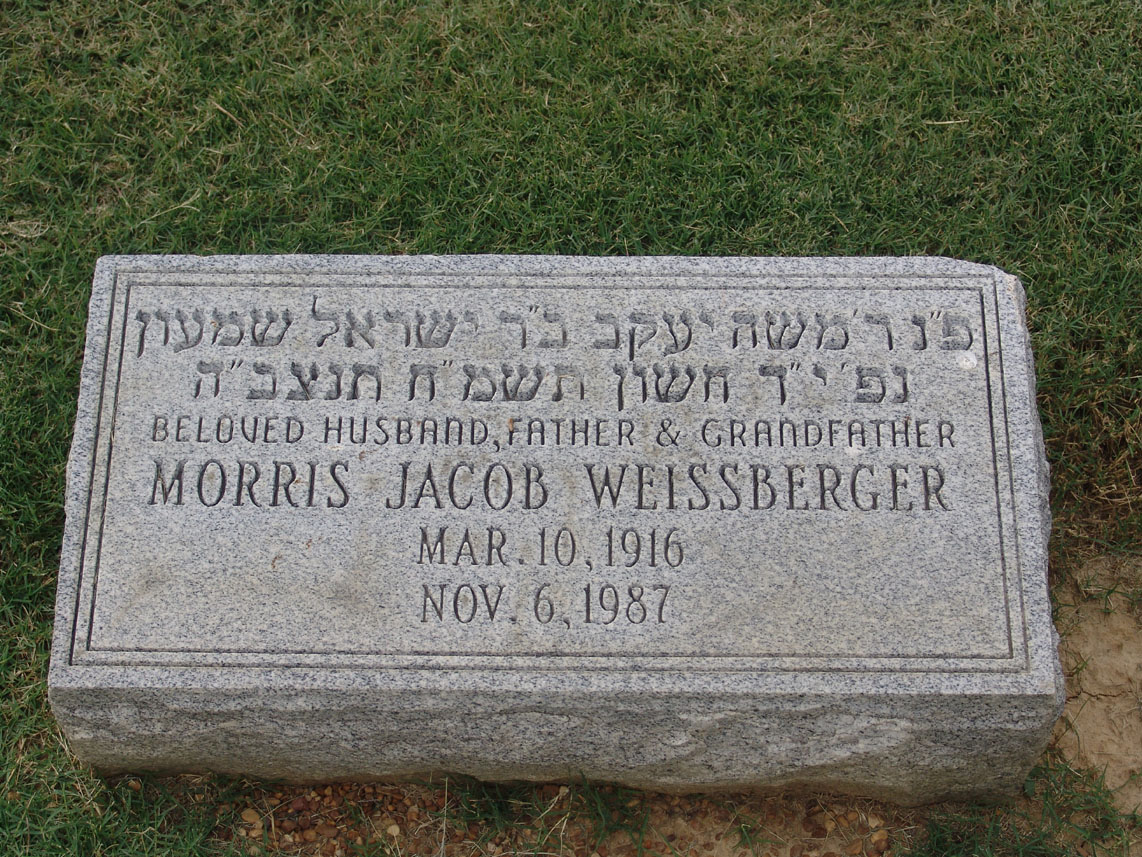 פ"נ ר' משה יעקב ב"ר ישראל שמעון
נפ' י"ד חשון תשמ"ח תנצב"ה
BELOVED HUSBAND, FATHER & GRANDFATHER
MORRIS JACOB WEISSBERGER
MAR. 10, 1916
NOV. 6, 1987